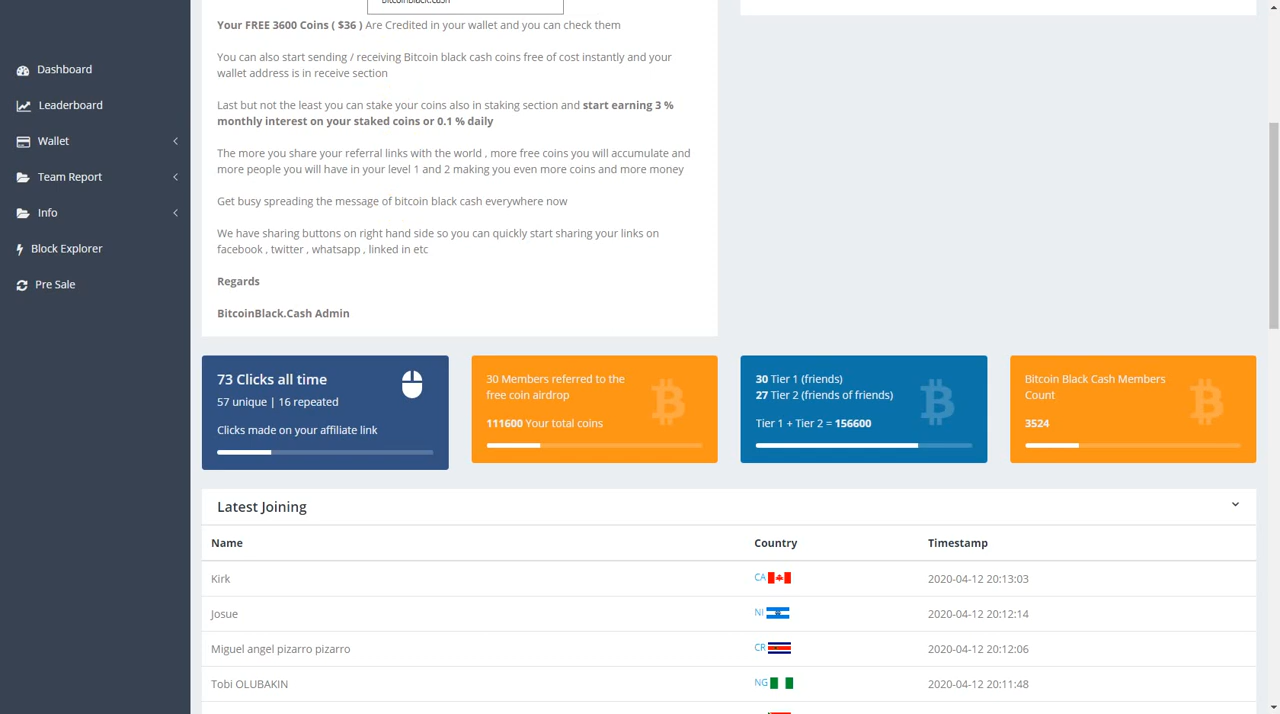 Dashboard
Leaderboard
Wallet
Team Report
Info
Block Explorer
Pre Sale
Your FREE 3600 Coins ( $36 ) Are Credited in your wallet and you can check them
You can also start sending / receiving Bitcoin black cash coins free of cost instantly and your
wallet address is in receive section
Last but not the least you can stake your coins also in staking section and start earning 3 %
monthly interest on your staked coins or 0.1 % daily
The more you share your referral links with the world , more free coins you will accumulate and
more people you will have in your level 1 and 2 making you even more coins and more money
Get busy spreading the message of bitcoin black cash everywhere now
We have sharing buttons on right hand side so you can quickly start sharing your links on
facebook , twitter , whatsapp , linked in etc
Regards
BitcoinBlack.Cash Admin
73 Clicks all time
57 unique | 16 repeated
Clicks made on your affiliate link
30 Members referred to the
free coin airdrop
111600 Your total coins
30 Tier 1 (friends)
27 Tier 2 (friends of friends)
Tier 1 + Tier 2 = 156600
Bitcoin Black Cash Members
Count
3524
Latest Joining
Name Country Timestamp
Kirk CA 2020-04-12 20:13:03
Josue NI 2020-04-12 20:12:14
Miguel angel pizarro pizarro CR 2020-04-12 20:12:06
Tobi OLUBAKIN NG 2020-04-12 20:11:48